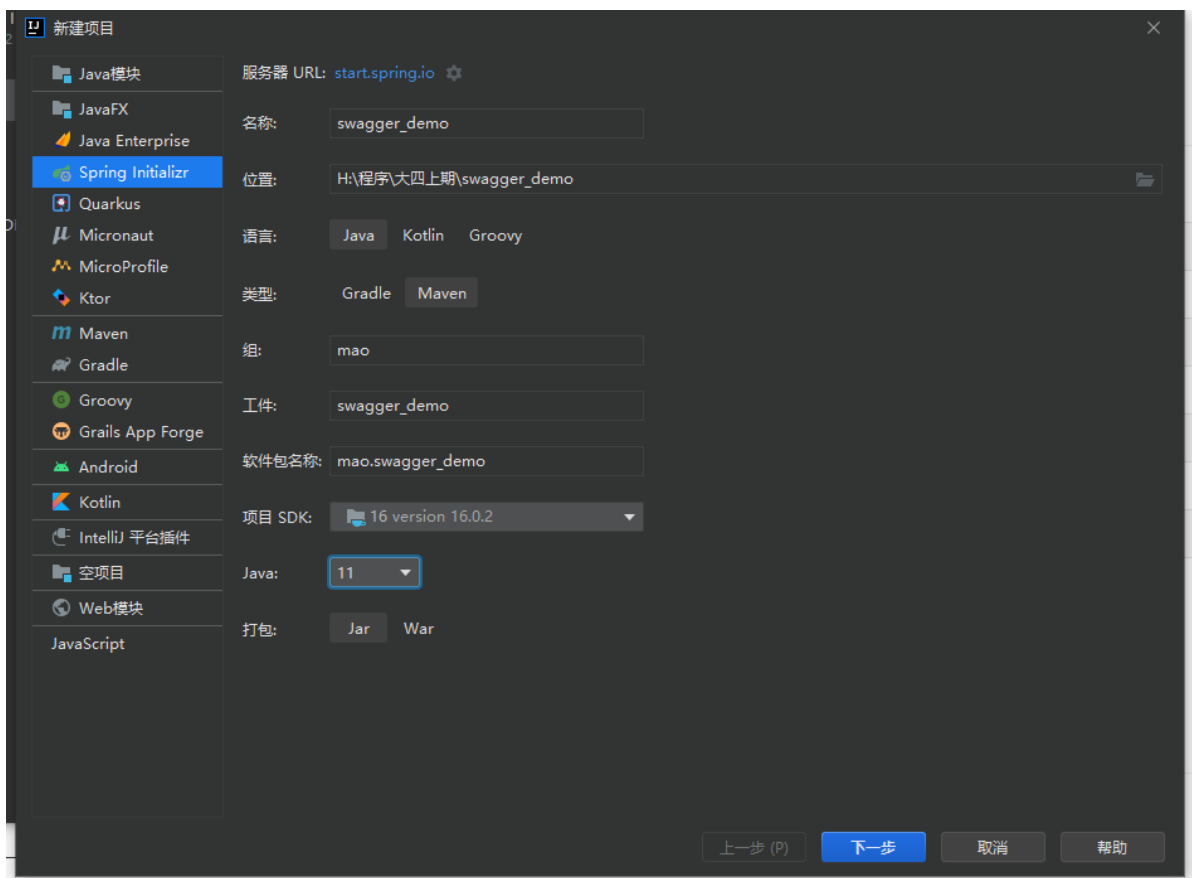 新建项目
Java模块
JavaFX
Java Enterprise
Spring Initializr
Quarkus
Micronaut
MicroProfile
Ktor
Maven
Gradle
Groovy
Grails App Forge
Android
Kotlin
IntelliJ 平台插件
空项目
Web模块
JavaScript
服务器 URL: start.spring.io
名称: swagger_demo
位置: H:\程序\大四上期\swagger_demo
语言: Java Kotlin Groovy
类型: Gradle Maven
组: mao
工件: swagger_demo
软件包名称: mao.swagger_demo
项目 SDK: 16 version 16.0.2
Java: 11
打包: Jar War
上一步 (P) 下一步 取消 帮助